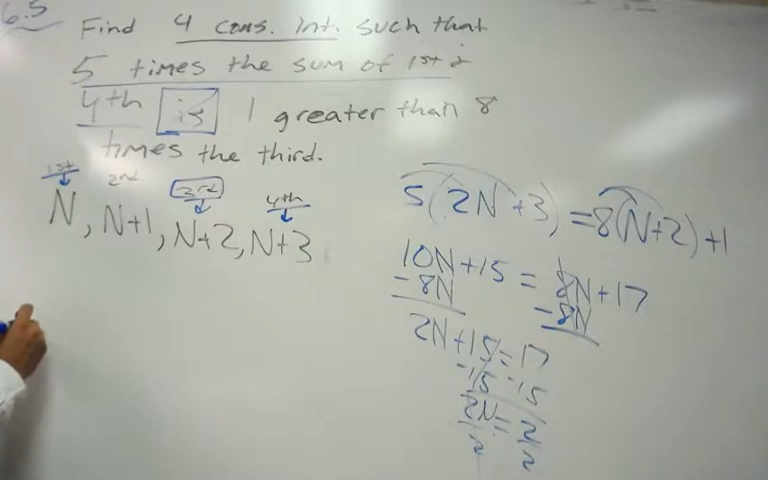 6.5
Find 4 cons. int. such that
5 times the sum of 1st &
4th is 1 greater than 8
times the third.
1st 2nd 3rd 4th
N, N+1, N+2, N+3
5(2N+3) = 8(N+2)+1
10N+15 = 8N+17
-8N -8N
2N+15=17
-15 -15
2N = 2
2 2